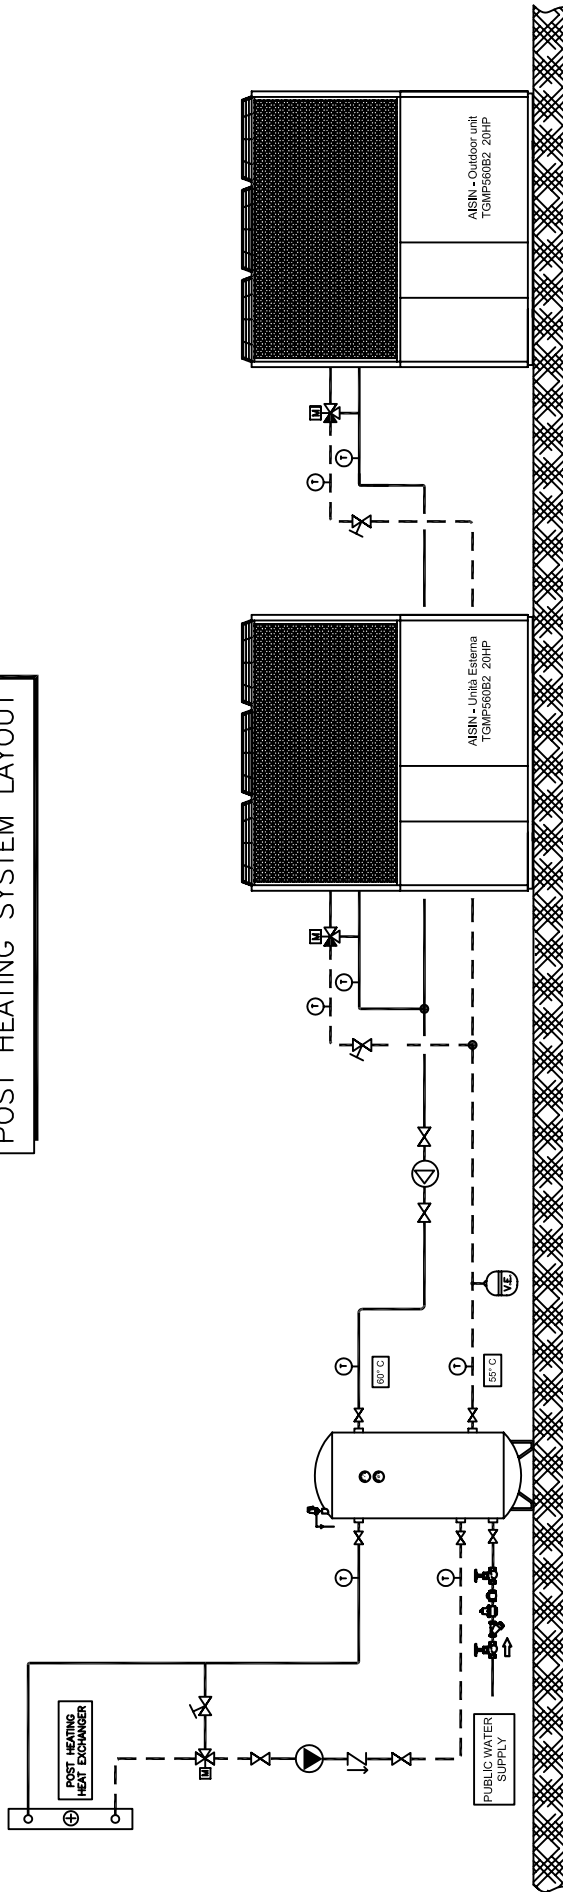 POST HEATING SYSTEM LAYOUT
AISIN - Outdoor unit
TGMP560B2 20HP
M
T
T
AISIN - Unità Esterna
TGMP560B2 20HP
M
T
T
V.E.
T
60° C
T
55° C
T
T
POST HEATING
HEAT EXCHANGER
M
PUBLIC WATER
SUPPLY